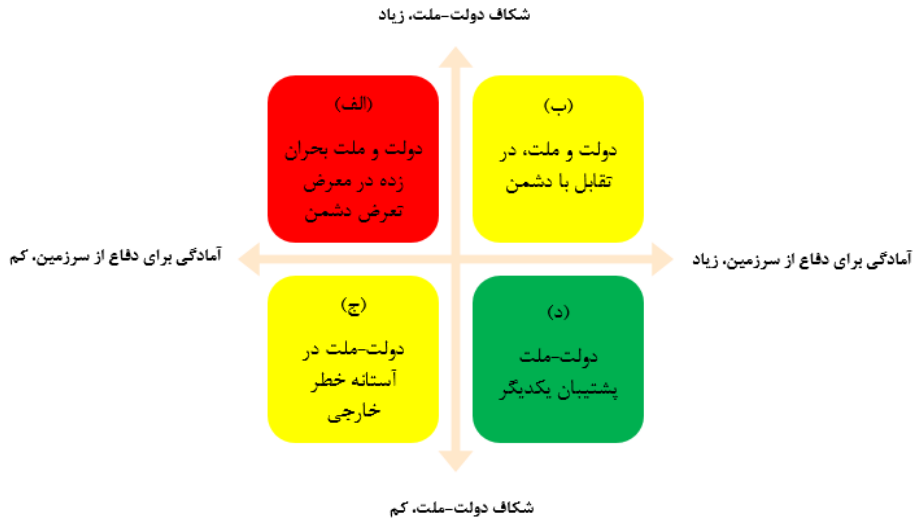 شکاف دولت-ملت، زیاد
(ب)
دولت و ملت، در
تقابل با دشمن
(الف)
دولت و ملت بحران
زده در معرض
تعرض دشمن
آمادگی برای دفاع از سرزمین، زیاد
آمادگی برای دفاع از سرزمین، کم
(د)
دولت-ملت
پشتیبان یکدیگر
(ج)
دولت-ملت در
آستانه خطر
خارجی
شکاف دولت-ملت، کم